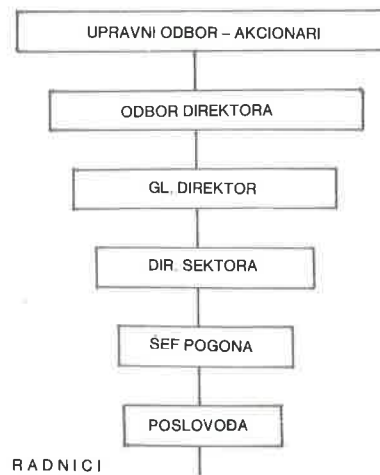 UPRAVNI ODBOR – AKCIONARI
ODBOR DIREKTORA
GL. DIREKTOR
DIR. SEKTORA
ŠEF POGONA
POSLOVOĐA
RADNICI